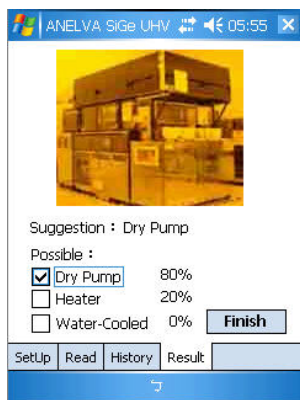 ANELVA SiGe UHV 05:55
Suggestion : Dry Pump
Possible :
Dry Pump 80%
Heater 20%
Water-Cooled 0% Finish
SetUp Read History Result